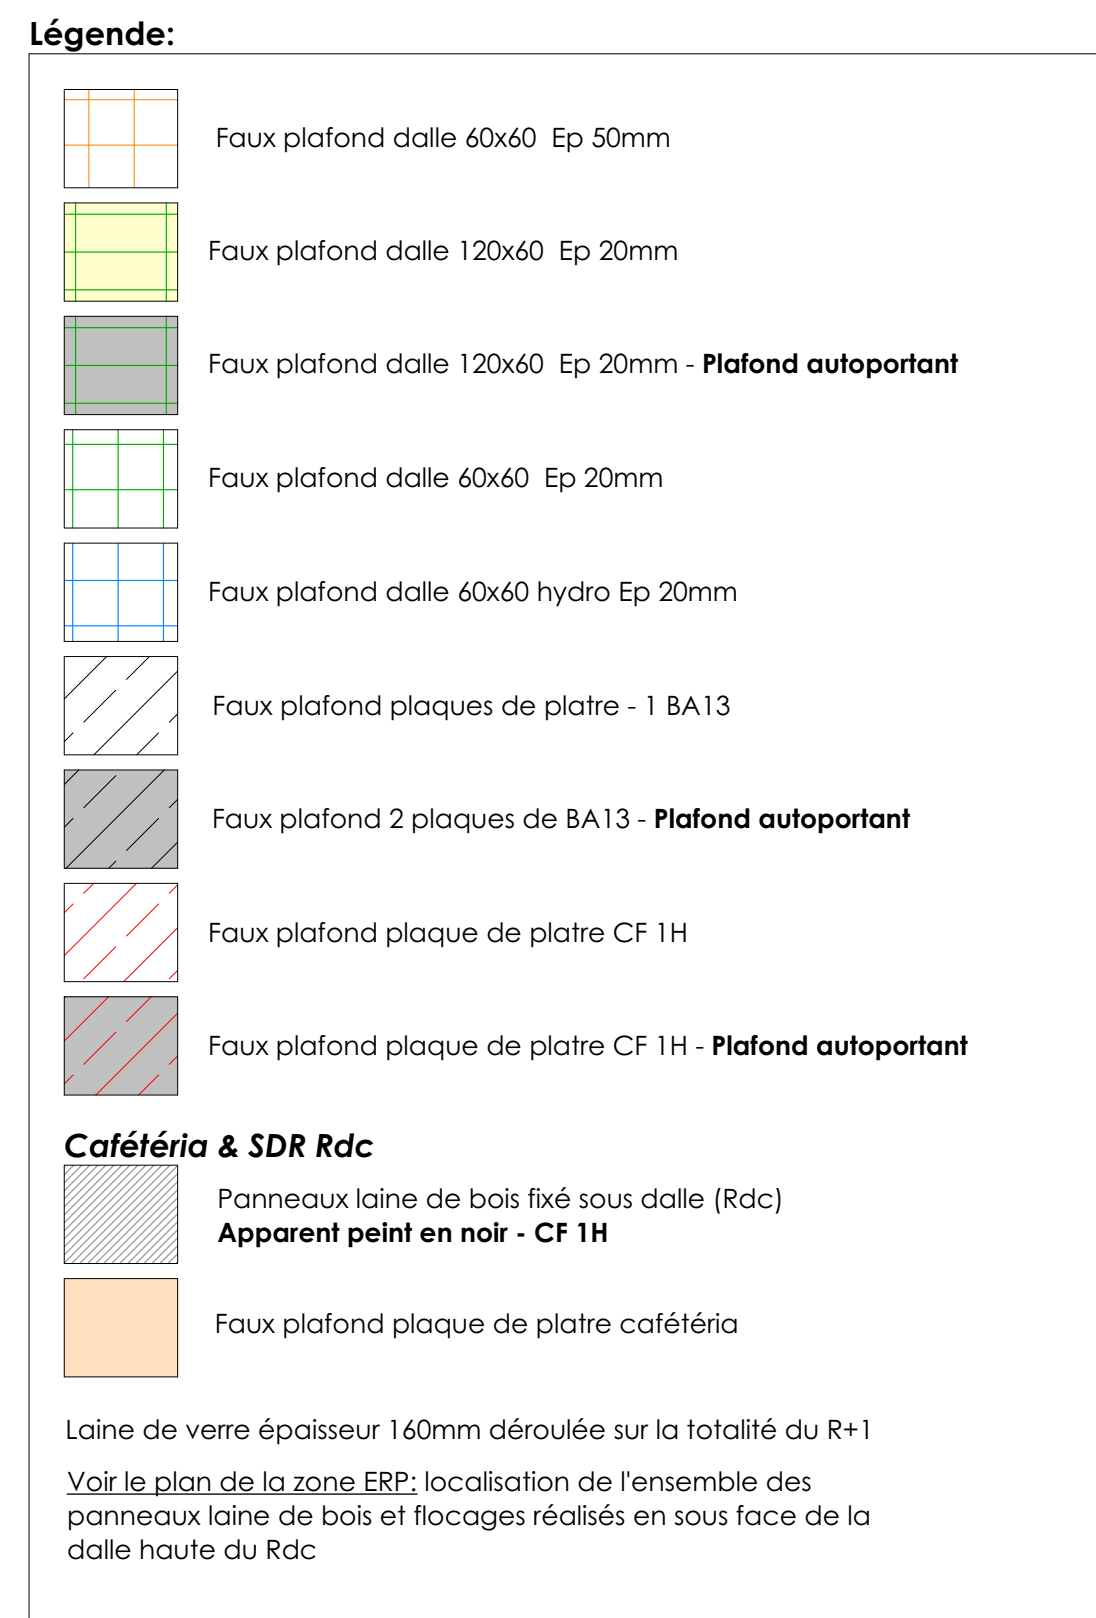 Légende:
Faux plafond dalle 60x60 Ep 50mm
Faux plafond dalle 120x60 Ep 20mm
Faux plafond dalle 120x60 Ep 20mm - Plafond autoportant
Faux plafond dalle 60x60 Ep 20mm
Faux plafond dalle 60x60 hydro Ep 20mm
Faux plafond plaques de platre - 1 BA13
Faux plafond 2 plaques de BA13 - Plafond autoportant
Faux plafond plaque de platre CF 1H
Faux plafond plaque de platre CF 1H - Plafond autoportant
Cafétéria & SDR Rdc
Panneaux laine de bois fixé sous dalle (Rdc)
Apparent peint en noir - CF 1H
Faux plafond plaque de platre cafétéria
Laine de verre épaisseur 160mm déroulée sur la totalité du R+1
Voir le plan de la zone ERP: localisation de l'ensemble des
panneaux laine de bois et flocages réalisés en sous face de la
dalle haute du Rdc